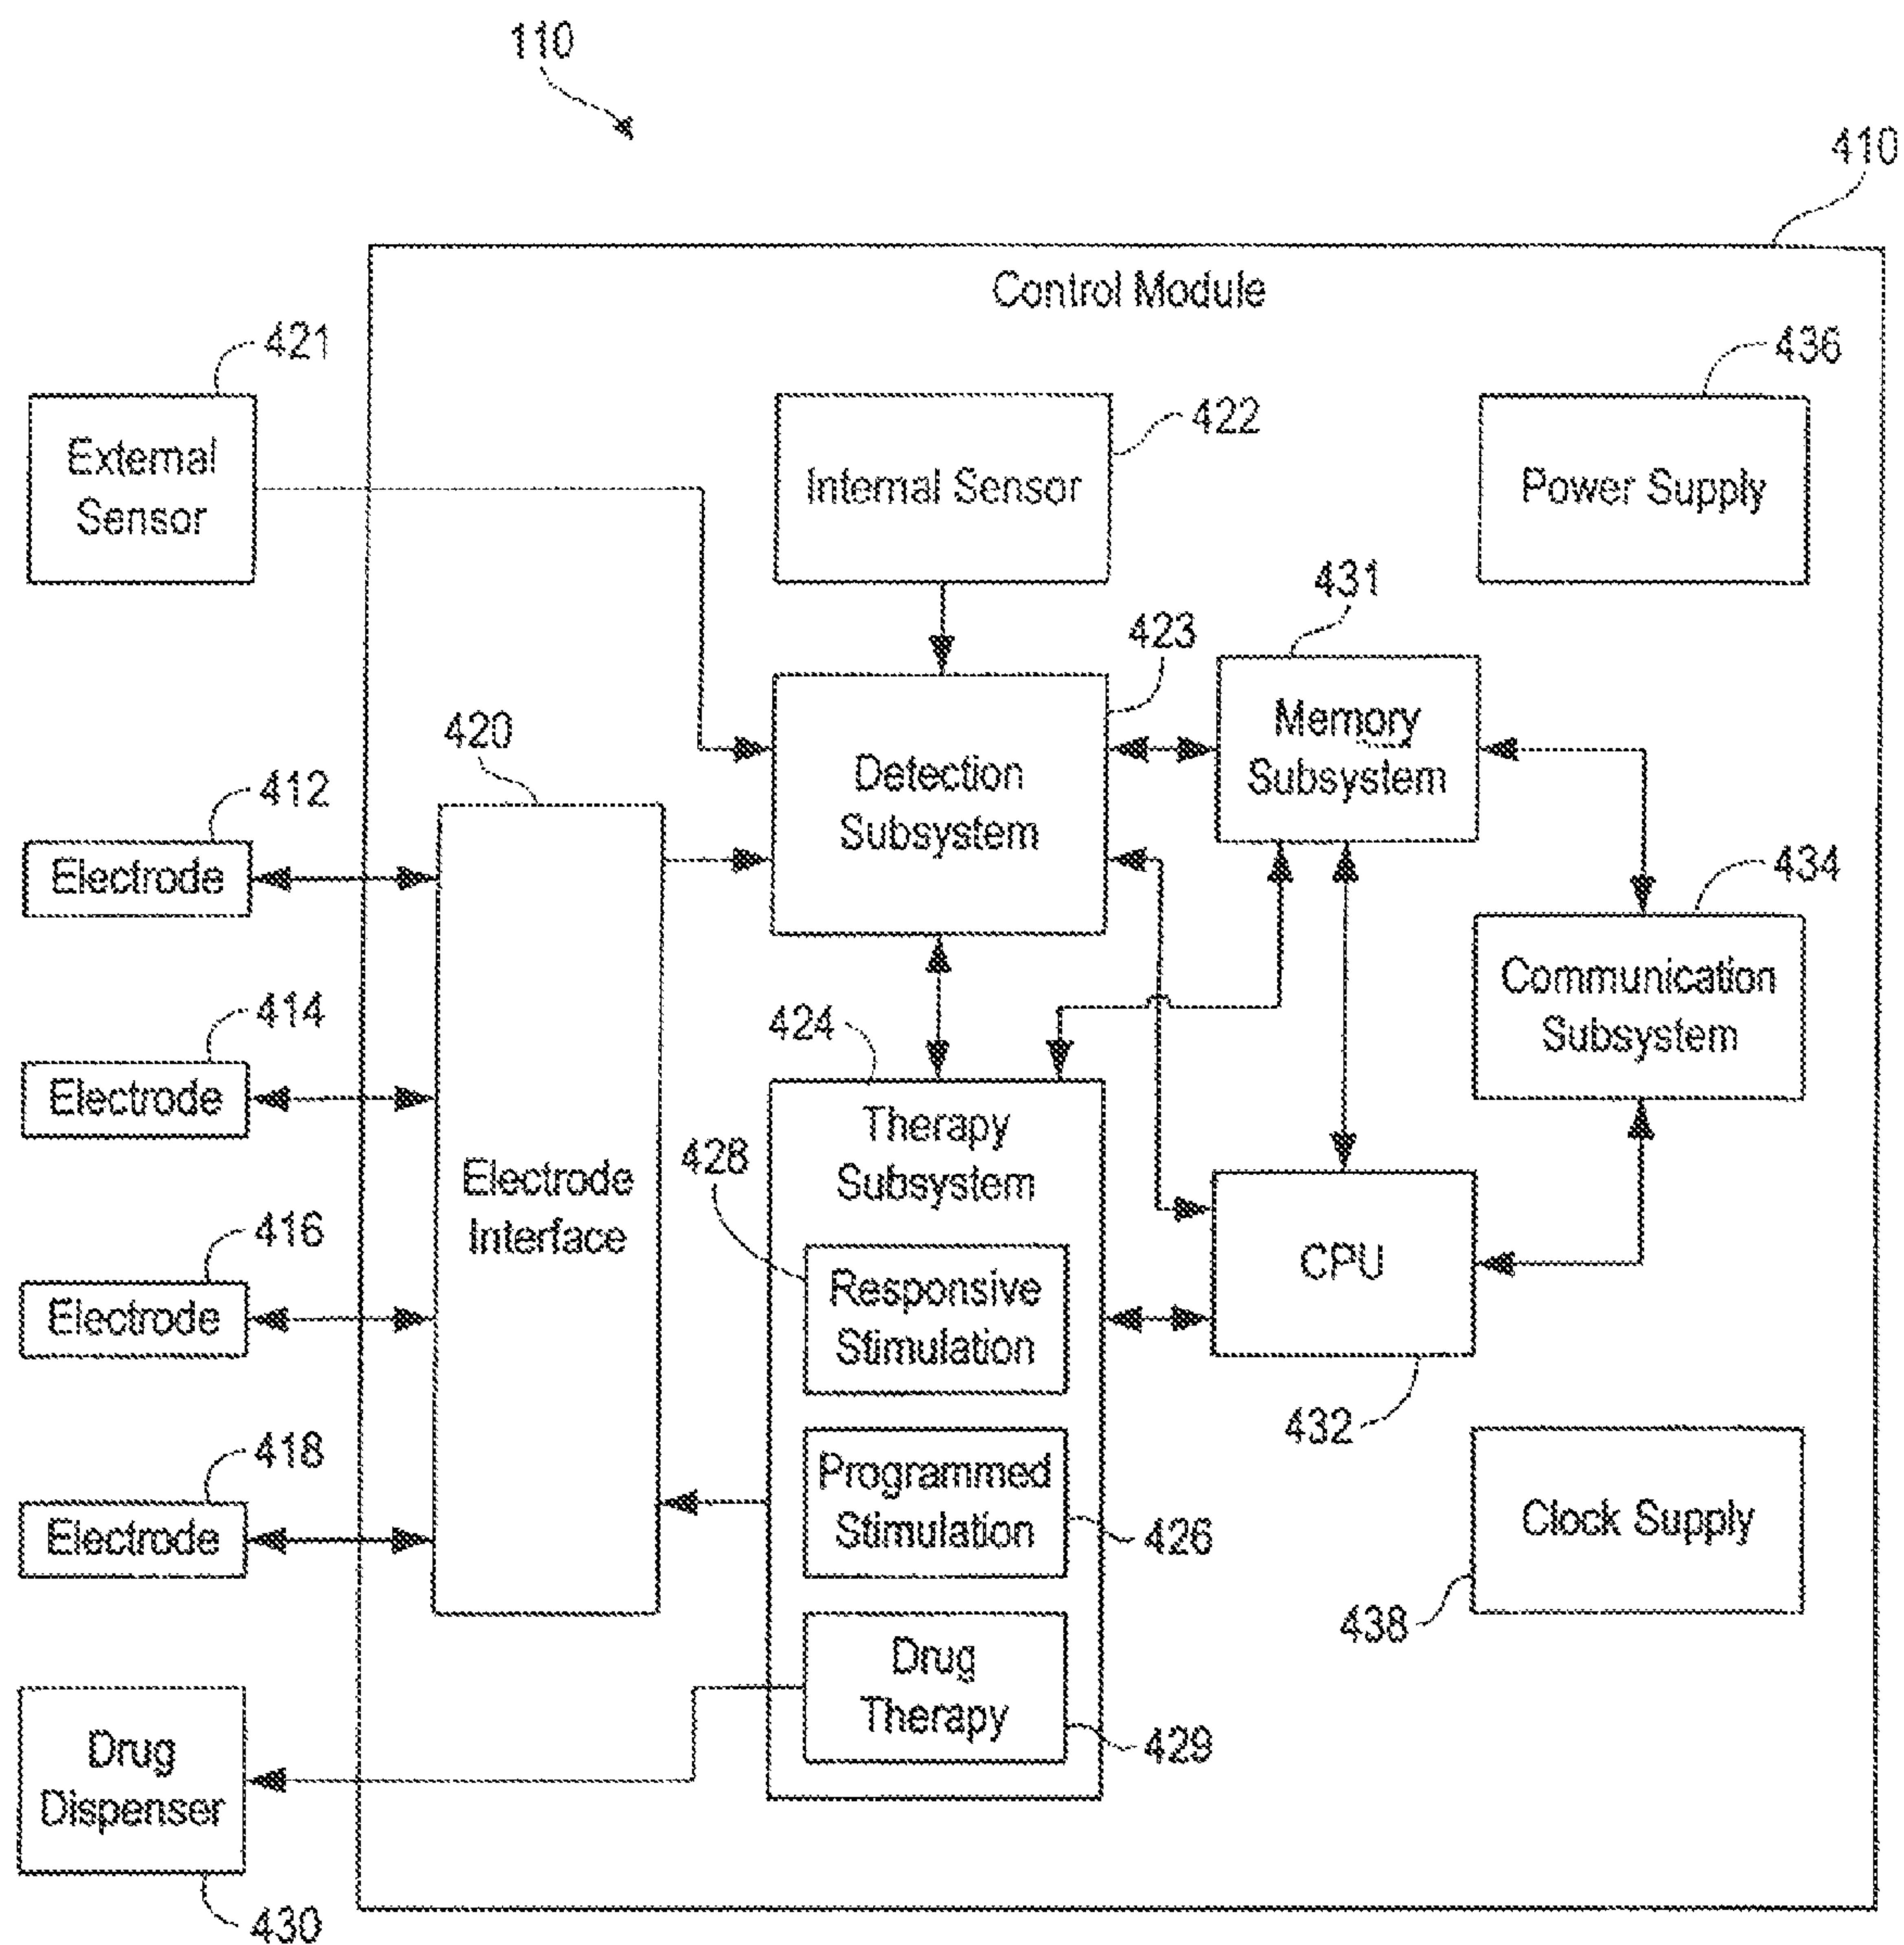 110
410
Control Module
421
436
External
Sensor
422
Internal Sensor
Power Supply
431
423
420
Memory
Subsystem
Detection
Subsystem
412
Electrode
434
Communication
Subsystem
414
Electrode
424
Therapy
Subsystem
428
Electrode
Interface
416
Electrode
CPU
Responsive
Stimulation
432
418
Electrode
Programmed
Stimulation
426
Clock Supply
438
Drug
Therapy
429
Drug
Dispenser
430